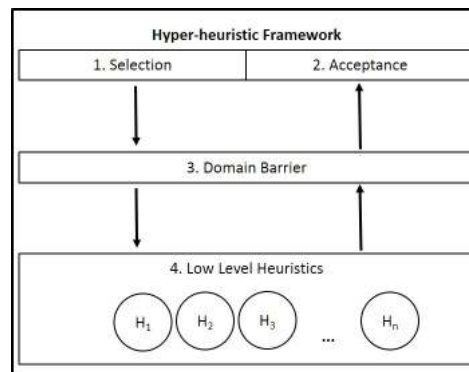 Hyper-heuristic Framework
1. Selection
2. Acceptance
3. Domain Barrier
4. Low Level Heuristics
H1 H2 H3 ... Hn